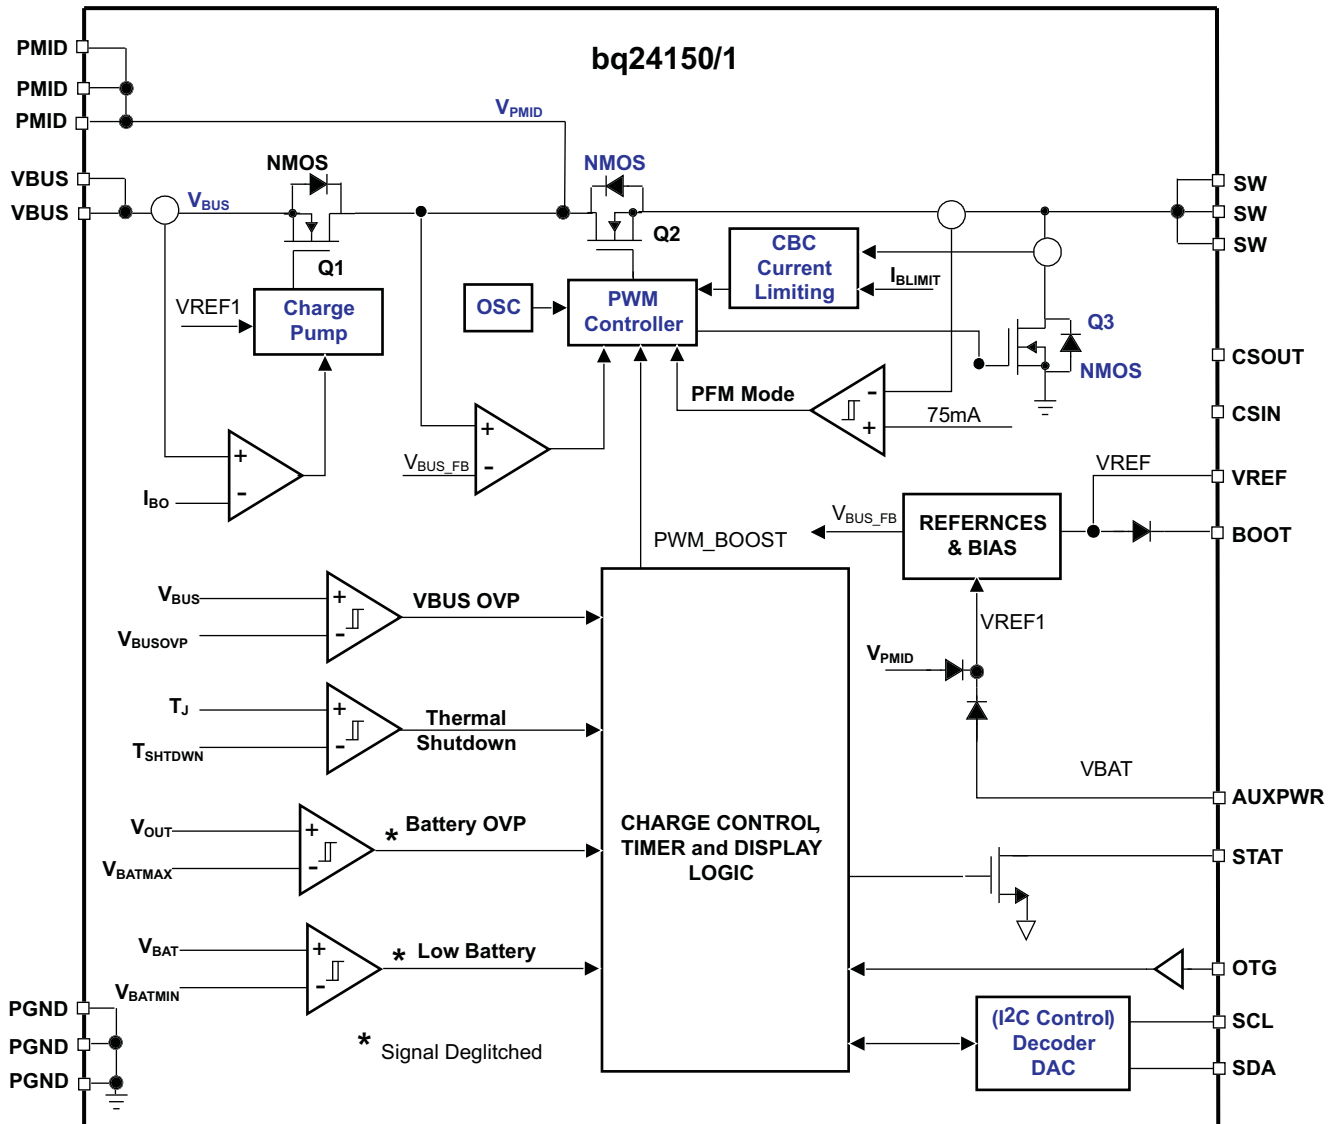 bq24150/1
PMID
PMID
PMID
VBUS
VBUS
VPMID
VBUS
NMOS
NMOS
Q1
Q2
SW
SW
SW
VREF1
Charge
Pump
OSC
PWM
Controller
CBC
Current
Limiting
IBLIMIT
Q3
NMOS
CSOUT
CSIN
PFM Mode
-
+
75mA
+
-
IBO
+
-
VBUS_FB
VREF
VREF
BOOT
VBUS_FB
REFERNCES
& BIAS
PWM_BOOST
VREF1
VPMID
VBAT
AUXPWR
VBUS
VBUSOVP
+
-
VBUS OVP
TJ
TSHTDWN
+
-
Thermal
Shutdown
VOUT
VBATMAX
+
-
* Battery OVP
VBAT
VBATMIN
+
-
* Low Battery
CHARGE CONTROL,
TIMER and DISPLAY
LOGIC
STAT
OTG
(I2C Control)
Decoder
DAC
SCL
SDA
PGND
PGND
PGND
* Signal Deglitched